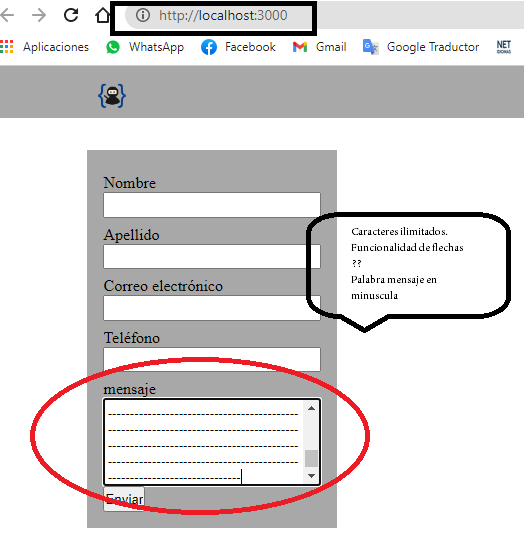 http://localhost:3000
Aplicaciones WhatsApp Facebook Gmail Google Traductor NET IDIOMAS
Nombre
Apellido
Caracteres ilimitados.
Funcionalidad de flechas
??
Palabra mensaje en
minuscula
Correo electrónico
Teléfono
mensaje
Enviar